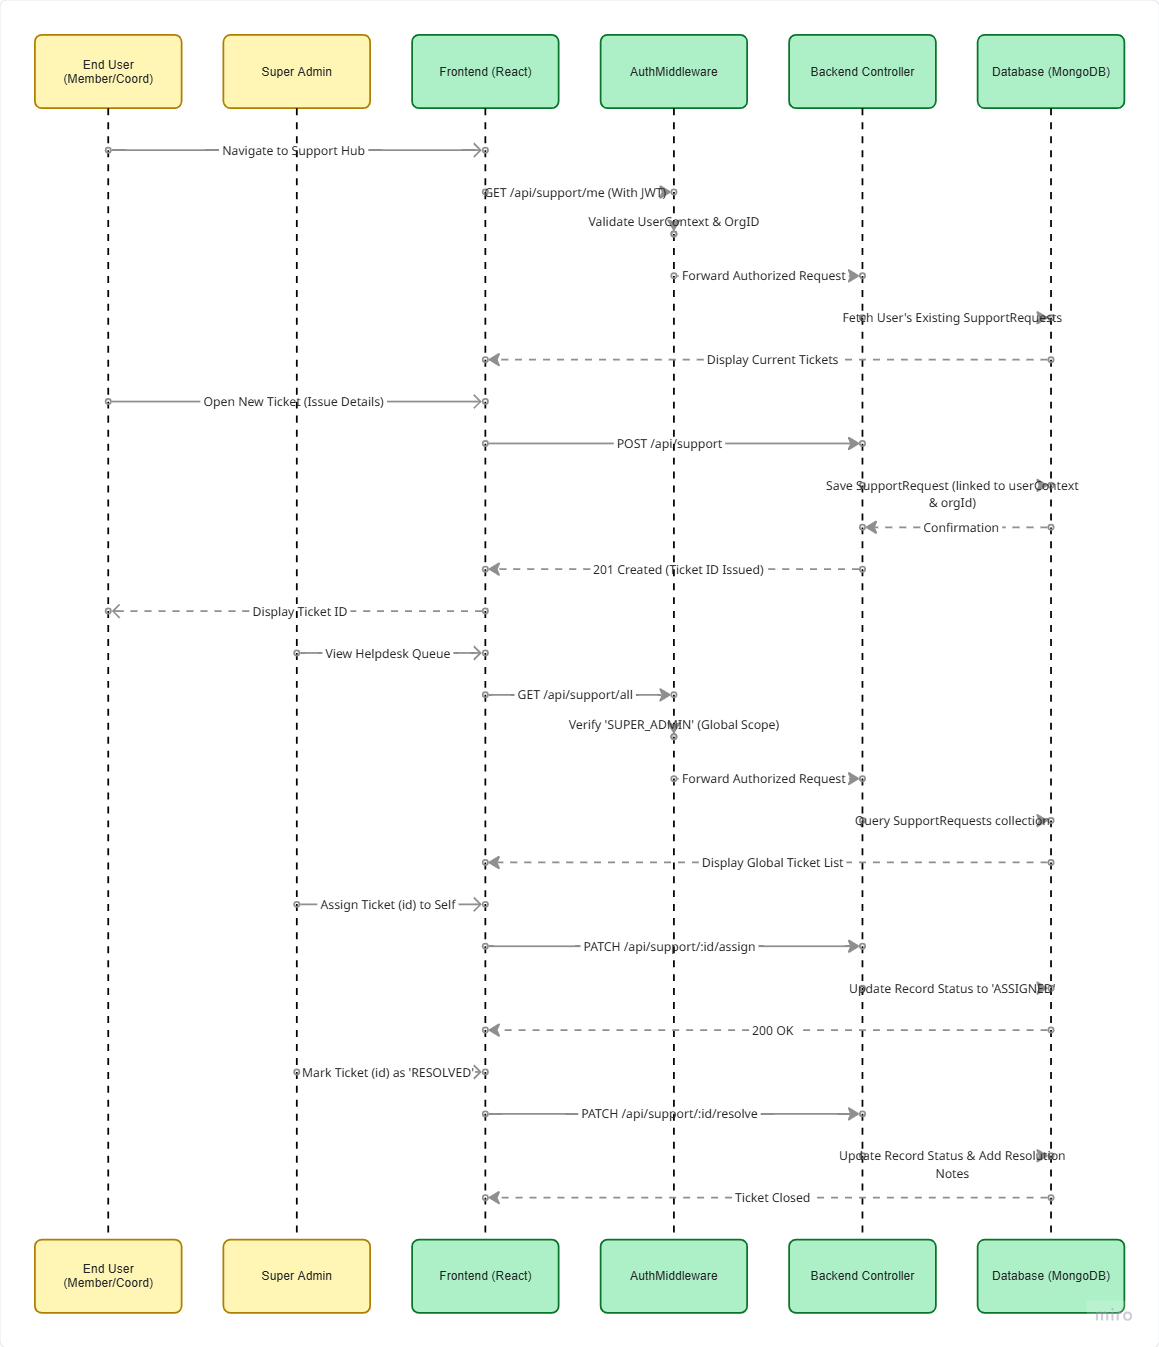 End User
(Member/Coord)
Super Admin
Frontend (React)
AuthMiddleware
Backend Controller
Database (MongoDB)
Navigate to Support Hub
GET /api/support/me (With JWT)
Validate UserContext & OrgID
Forward Authorized Request
Fetch User's Existing SupportRequests
Display Current Tickets
Open New Ticket (Issue Details)
POST /api/support
Save SupportRequest (linked to userContext
& orgId)
Confirmation
201 Created (Ticket ID Issued)
Display Ticket ID
View Helpdesk Queue
GET /api/support/all
Verify 'SUPER_ADMIN' (Global Scope)
Forward Authorized Request
Query SupportRequests collection
Display Global Ticket List
Assign Ticket (id) to Self
PATCH /api/support/:id/assign
Update Record Status to 'ASSIGNED'
200 OK
Mark Ticket (id) as 'RESOLVED'
PATCH /api/support/:id/resolve
Update Record Status & Add Resolution
Notes
Ticket Closed
End User
(Member/Coord)
Super Admin
Frontend (React)
AuthMiddleware
Backend Controller
Database (MongoDB)
miro